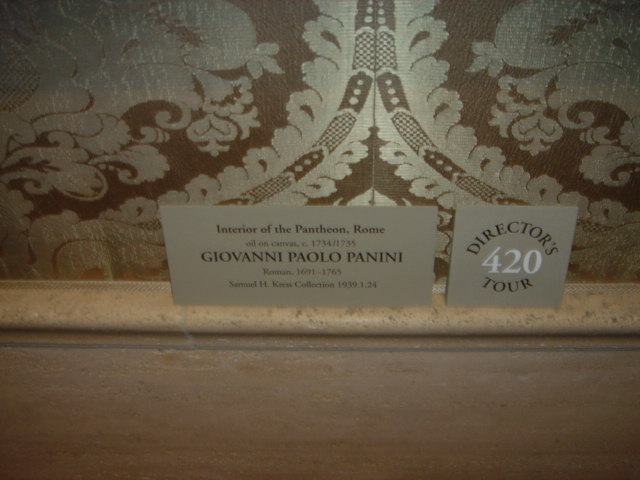 Interior of the Pantheon, Rome
oil on canvas, c. 1734/1735
GIOVANNI PAOLO PANINI
Roman, 1691–1765
Samuel H. Kress Collection 1939.1.24
DIRECTOR'S
420
TOUR